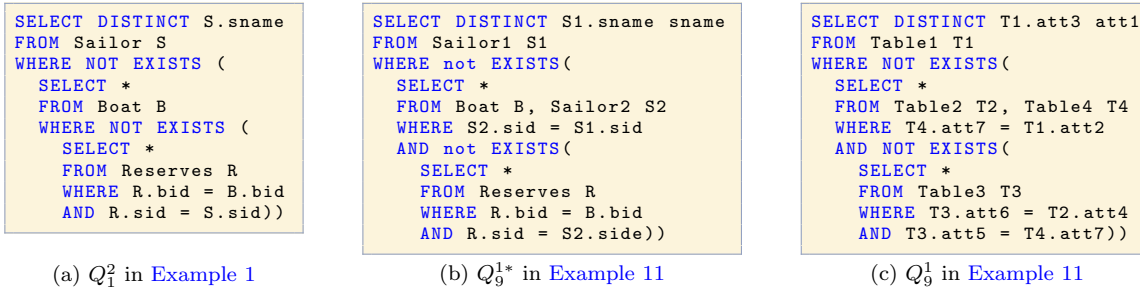 SELECT DISTINCT S.sname
FROM Sailor S
WHERE NOT EXISTS (
SELECT *
FROM Boat B
WHERE NOT EXISTS (
SELECT *
FROM Reserves R
WHERE R.bid = B.bid
AND R.sid = S.sid))
(a) Q_1^2 in Example 1
SELECT DISTINCT S1.sname sname
FROM Sailor1 S1
WHERE not EXISTS(
SELECT *
FROM Boat B, Sailor2 S2
WHERE S2.sid = S1.sid
AND not EXISTS(
SELECT *
FROM Reserves R
WHERE R.bid = B.bid
AND R.sid = S2.side))
(b) Q_9^{1*} in Example 11
SELECT DISTINCT T1.att3 att1
FROM Table1 T1
WHERE NOT EXISTS(
SELECT *
FROM Table2 T2, Table4 T4
WHERE T4.att7 = T1.att2
AND NOT EXISTS(
SELECT *
FROM Table3 T3
WHERE T3.att6 = T2.att4
AND T3.att5 = T4.att7))
(c) Q_9^1 in Example 11